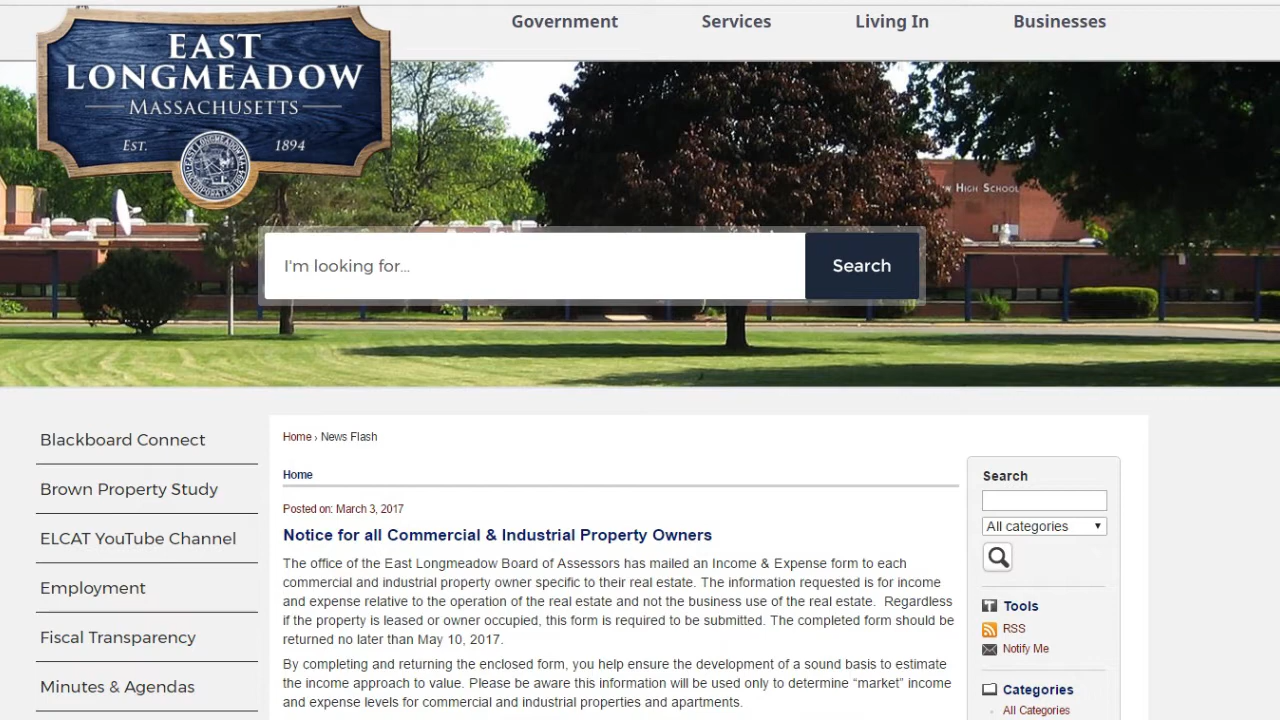 Government Services Living In Businesses
EAST
LONGMEADOW
MASSACHUSETTS
EST. 1894
HIGH SCHOOL
I'm looking for... Search
Blackboard Connect
Brown Property Study
ELCAT YouTube Channel
Employment
Fiscal Transparency
Minutes & Agendas
Home › News Flash
Home
Posted on: March 3, 2017
Notice for all Commercial & Industrial Property Owners
The office of the East Longmeadow Board of Assessors has mailed an Income & Expense form to each
commercial and industrial property owner specific to their real estate. The information requested is for income
and expense relative to the operation of the real estate and not the business use of the real estate.  Regardless
if the property is leased or owner occupied, this form is required to be submitted. The completed form should be
returned no later than May 10, 2017.
By completing and returning the enclosed form, you help ensure the development of a sound basis to estimate
the income approach to value. Please be aware this information will be used only to determine “market” income
and expense levels for commercial and industrial properties and apartments.
Search
All categories
Tools
RSS
Notify Me
Categories
All Categories